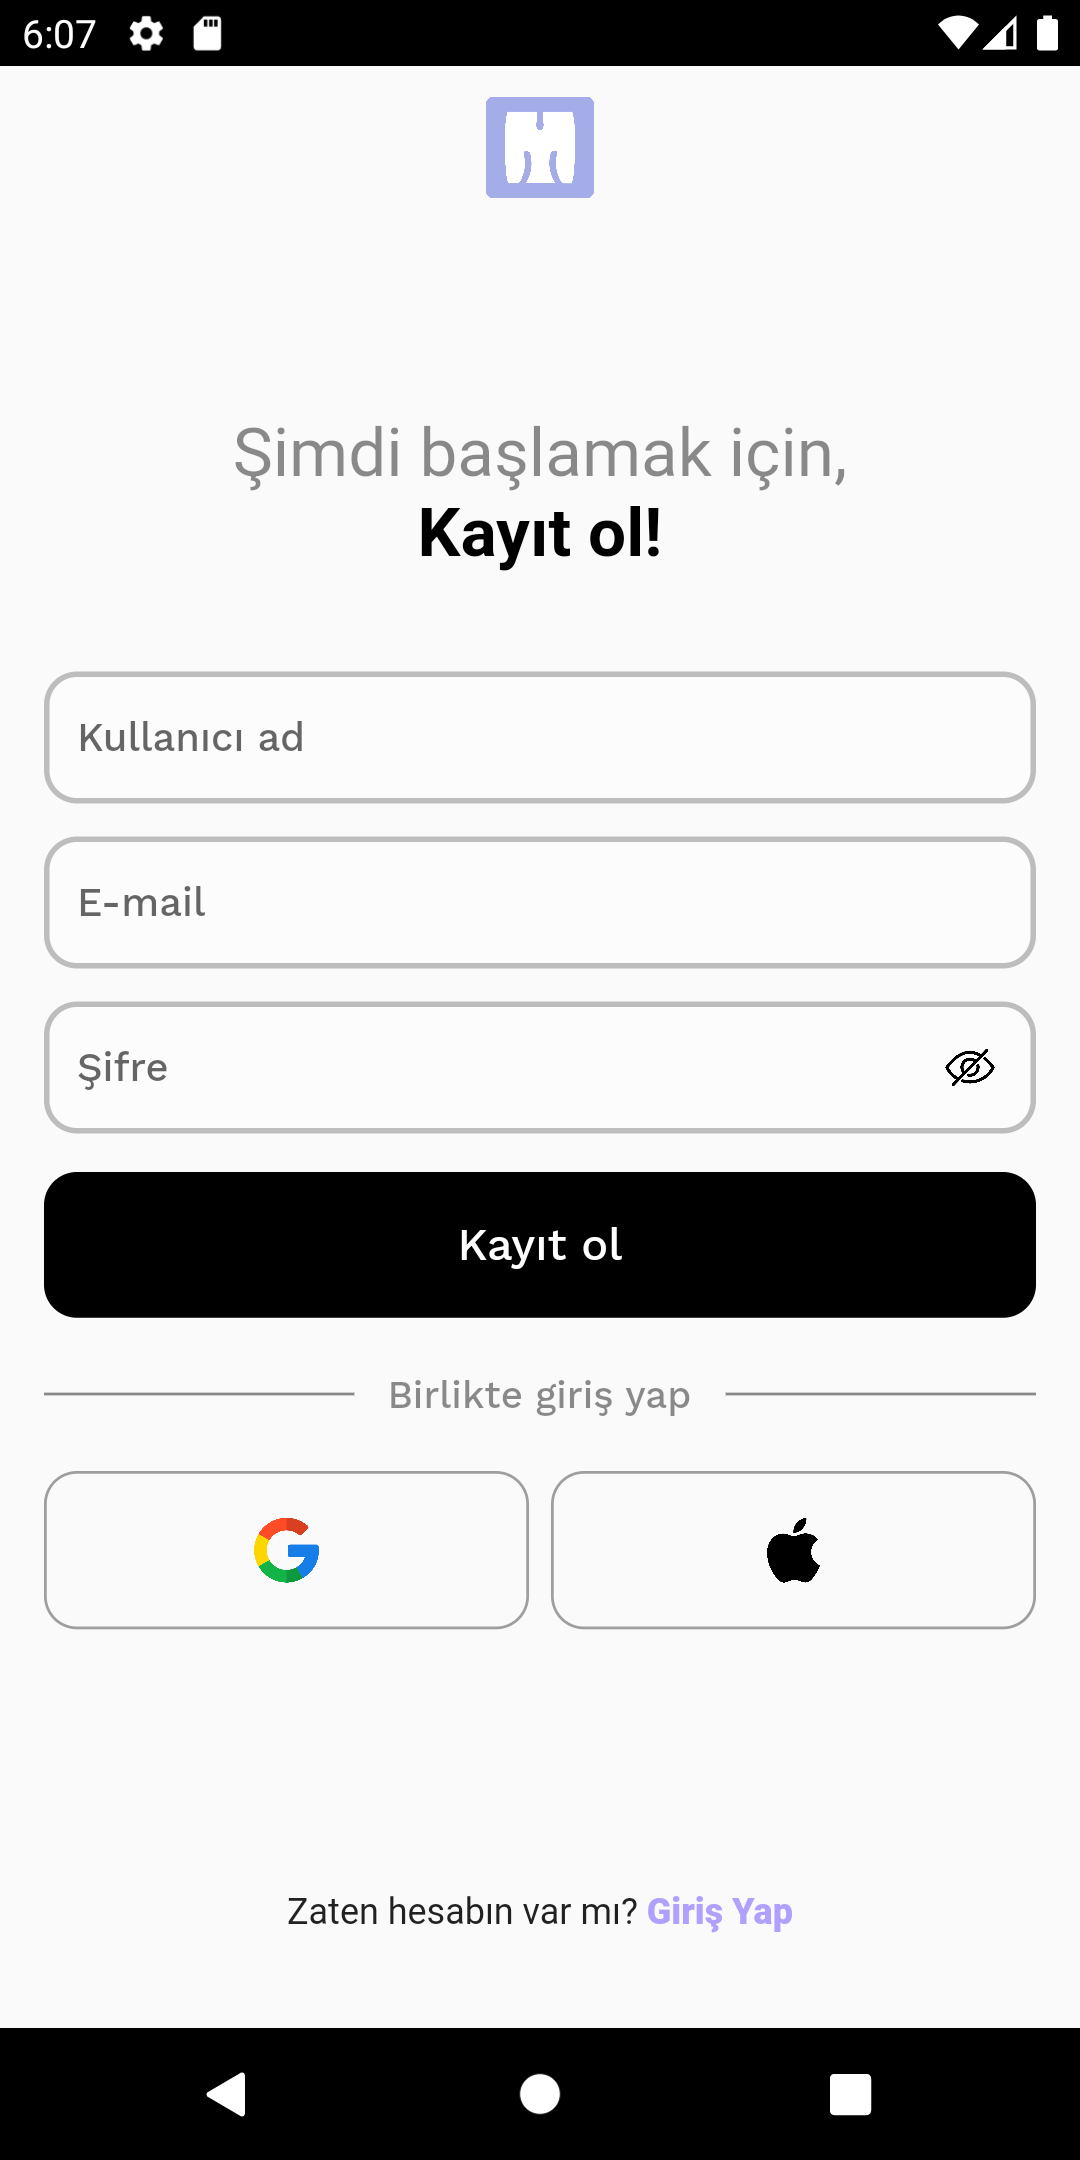 6:07
Şimdi başlamak için,
Kayıt ol!
Kullanıcı ad
E-mail
Şifre
Kayıt ol
Birlikte giriş yap
Zaten hesabın var mı? Giriş Yap